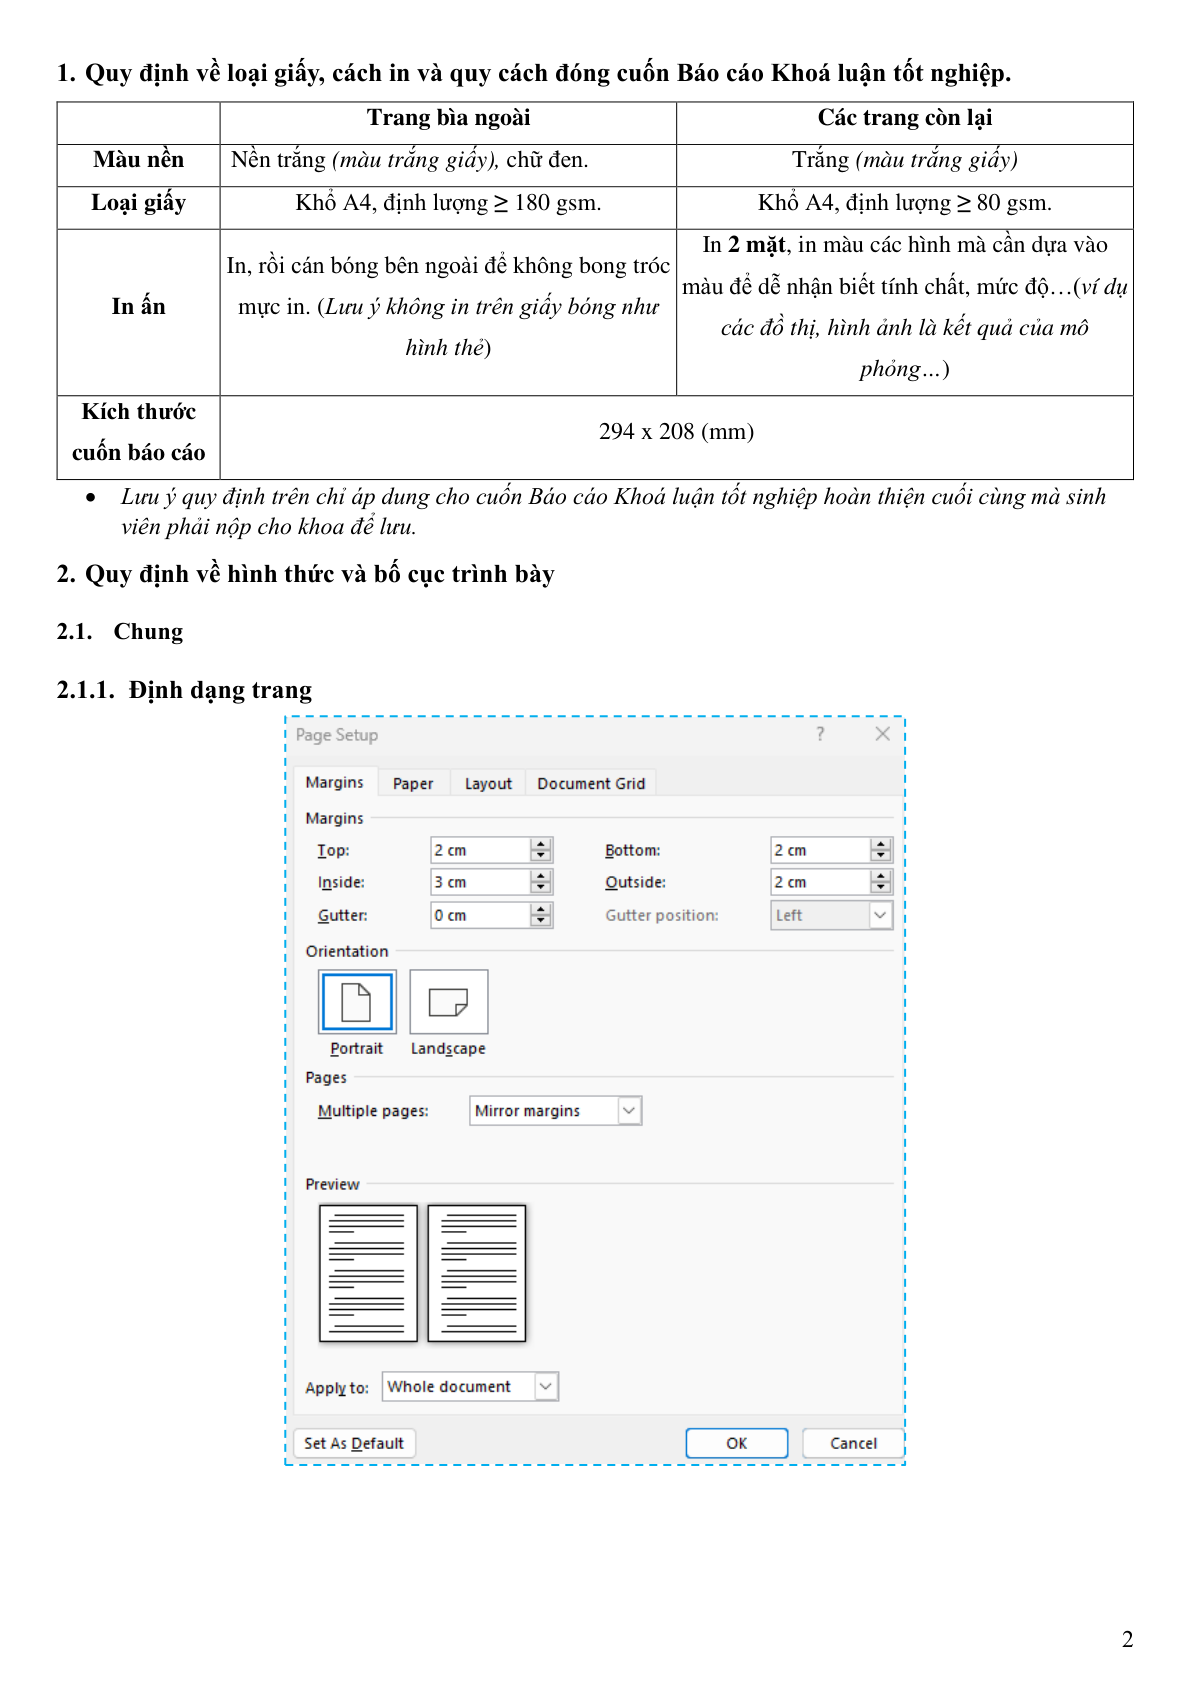 1. Quy định về loại giấy, cách in và quy cách đóng cuốn Báo cáo Khoá luận tốt nghiệp.
Trang bìa ngoài
Các trang còn lại
Màu nền
Nền trắng (màu trắng giấy), chữ đen.
Trắng (màu trắng giấy)
Loại giấy
Khổ A4, định lượng ≥ 180 gsm.
Khổ A4, định lượng ≥ 80 gsm.
In ấn
In, rồi cán bóng bên ngoài để không bong tróc
mực in. (Lưu ý không in trên giấy bóng như
hình thẻ)
In 2 mặt, in màu các hình mà cần dựa vào
màu để dễ nhận biết tính chất, mức độ…(ví dụ
các đồ thị, hình ảnh là kết quả của mô
phỏng…)
Kích thước
cuốn báo cáo
294 x 208 (mm)
• Lưu ý quy định trên chỉ áp dung cho cuốn Báo cáo Khoá luận tốt nghiệp hoàn thiện cuối cùng mà sinh
viên phải nộp cho khoa để lưu.
2. Quy định về hình thức và bố cục trình bày
2.1. Chung
2.1.1. Định dạng trang
Page Setup ?
Margins Paper Layout Document Grid
Margins
Top: 2 cm Bottom: 2 cm
Inside: 3 cm Outside: 2 cm
Gutter: 0 cm Gutter position: Left
Orientation
Portrait Landscape
Pages
Multiple pages: Mirror margins
Preview
Apply to: Whole document
Set As Default OK Cancel
2